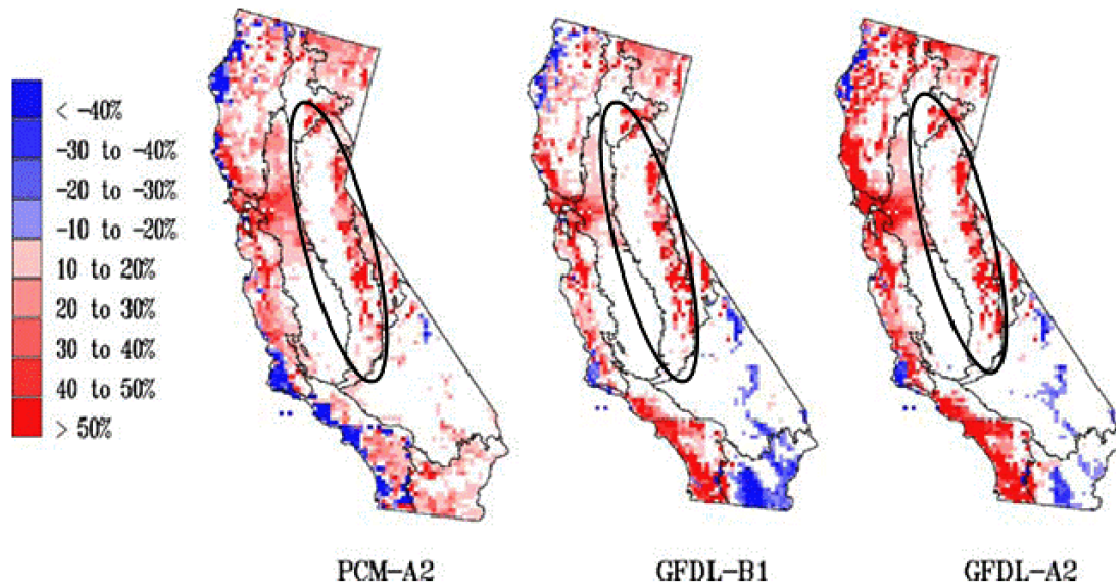 < -40%
-30 to -40%
-20 to -30%
-10 to -20%
10 to 20%
20 to 30%
30 to 40%
40 to 50%
> 50%
PCM-A2 GFDL-B1 GFDL-A2